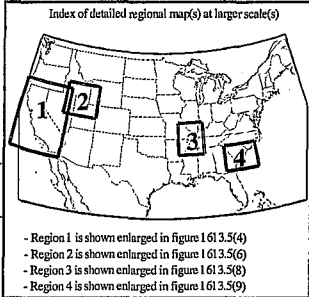 Index of detailed regional map(s) at larger scale(s)
1
2
3
4
- Region 1 is shown enlarged in figure 1613.5(4)
- Region 2 is shown enlarged in figure 1613.5(6)
- Region 3 is shown enlarged in figure 1613.5(8)
- Region 4 is shown enlarged in figure 1613.5(9)